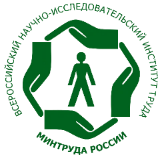 ВСЕРОССИЙСКИЙ НАУЧНО-ИССЛЕДОВАТЕЛЬСКИЙ ИНСТИТУТ ТРУДА
МИНТРУДА РОССИИ